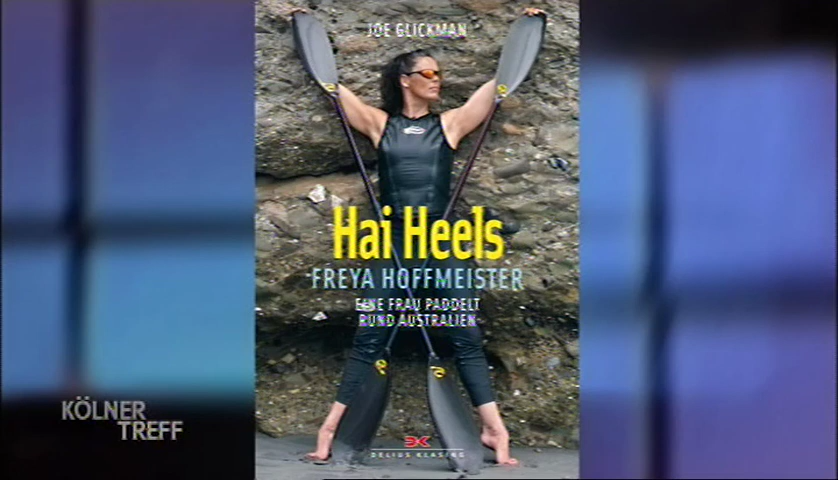 JOE GLICKMAN
Hai Heels
FREYA HOFFMEISTER
EINE FRAU PADDELT
RUND AUSTRALIEN
KÖLNER
TREFF
DELIUS KLASING